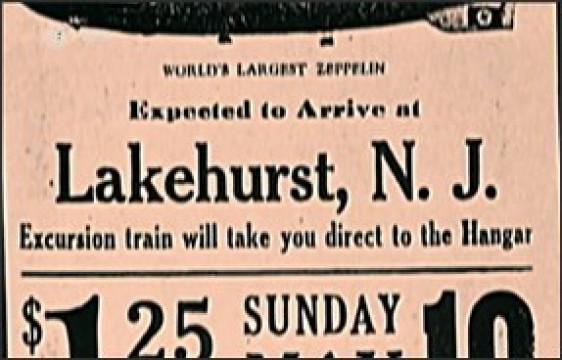 WORLD'S LARGEST ZEPPELIN
Expected to Arrive at
Lakehurst, N. J.
Excursion train will take you direct to the Hangar
$1.25 SUNDAY 10